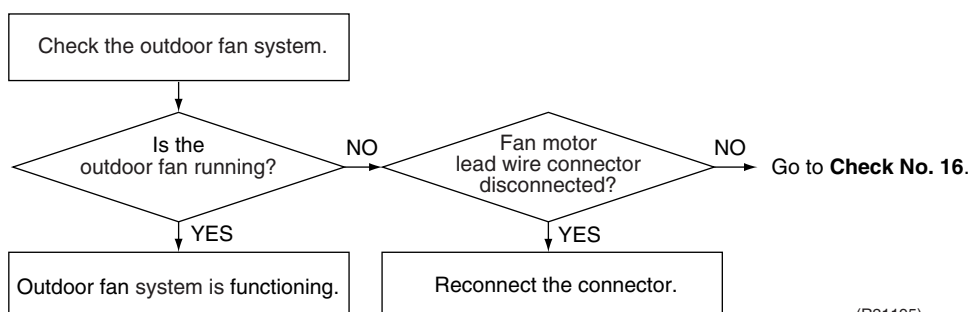 Check the outdoor fan system.
Is the
outdoor fan running?
NO
Fan motor
lead wire connector
disconnected?
NO
Go to Check No. 16.
YES
YES
Outdoor fan system is functioning.
Reconnect the connector.